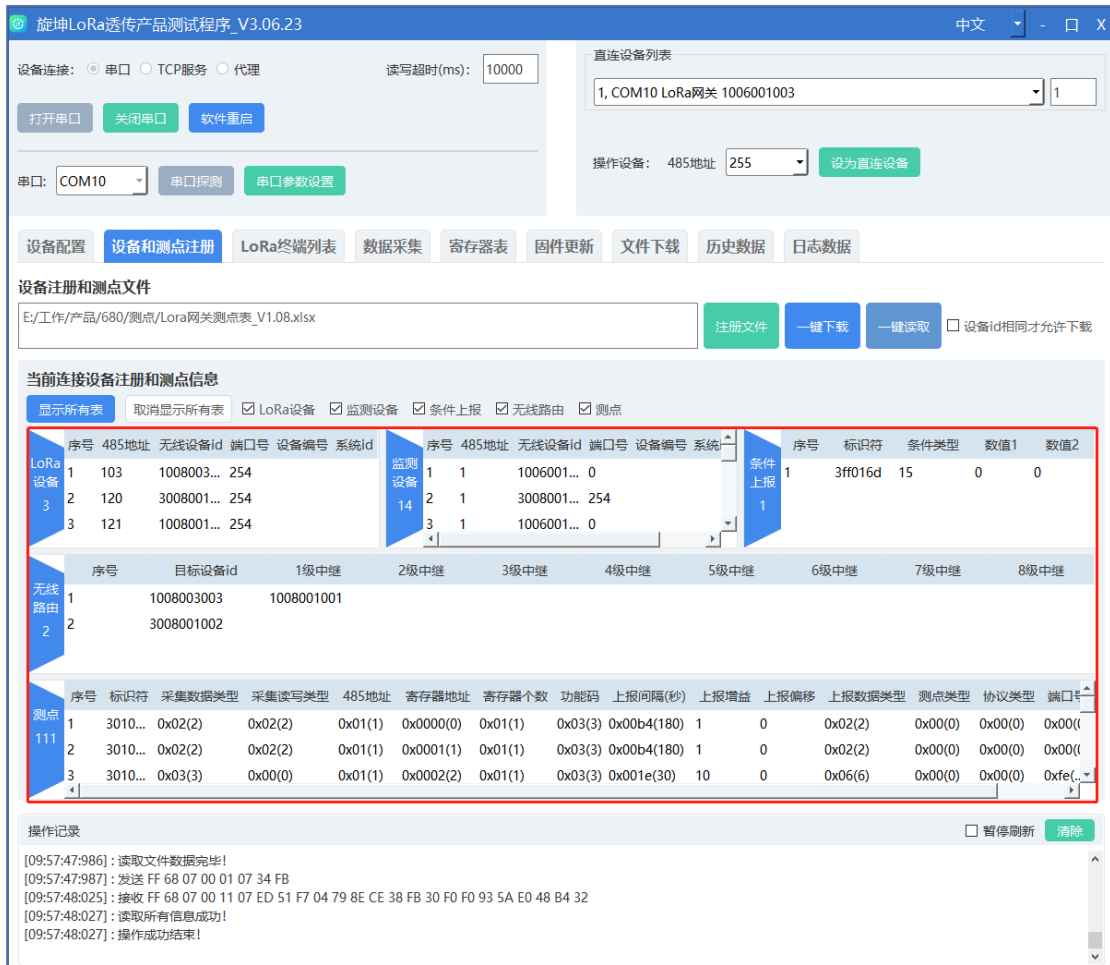 旋坤LoRa透传产品测试程序_V3.06.23 中文 - 口 X
设备连接: 串口 TCP服务 代理 读写超时(ms): 10000
打开串口 关闭串口 软件重启
串口: COM10 串口探测 串口参数设置
直连设备列表
1, COM10 LoRa网关 1006001003 1
操作设备: 485地址 255 设为直连设备
设备配置 设备和测点注册 LoRa终端列表 数据采集 寄存器表 固件更新 文件下载 历史数据 日志数据
设备注册和测点文件
E:/工作/产品/680/测点/Lora网关测点表_V1.08.xlsx 注册文件 一键下载 一键读取 设备id相同才允许下载
当前连接设备注册和测点信息
显示所有表 取消显示所有表 LoRa设备 监测设备 条件上报 无线路由 测点
LoRa设备 3
序号 485地址 无线设备id 端口号 设备编号 系统id
1 103 1008003... 254
2 120 3008001... 254
3 121 1008001... 254
监测设备 14
序号 485地址 无线设备id 端口号 设备编号 系统
1 1 1006001... 0
2 1 3008001... 254
3 1 1006001... 0
条件上报 1
序号 标识符 条件类型 数值1 数值2
1 3ff016d 15 0 0
无线路由 2
序号 目标设备id 1级中继 2级中继 3级中继 4级中继 5级中继 6级中继 7级中继 8级中继
1 1008003003 1008001001
2 3008001002
测点 111
序号 标识符 采集数据类型 采集读写类型 485地址 寄存器地址 寄存器个数 功能码 上报间隔(秒) 上报增益 上报偏移 上报数据类型 测点类型 协议类型 端口号
1 3010... 0x02(2) 0x02(2) 0x01(1) 0x0000(0) 0x01(1) 0x03(3) 0x00b4(180) 1 0 0x02(2) 0x00(0) 0x00(0) 0x00(
2 3010... 0x02(2) 0x02(2) 0x01(1) 0x0001(1) 0x01(1) 0x03(3) 0x00b4(180) 1 0 0x02(2) 0x00(0) 0x00(0) 0x00(
3 3010... 0x03(3) 0x00(0) 0x01(1) 0x0002(2) 0x01(1) 0x03(3) 0x001e(30) 10 0 0x06(6) 0x00(0) 0x00(0) 0xfe(..
操作记录 暂停刷新 清除
[09:57:47:986] : 读取文件数据完毕!
[09:57:47:987] : 发送 FF 68 07 00 01 07 34 FB
[09:57:48:025] : 接收 FF 68 07 00 11 07 ED 51 F7 04 79 8E CE 38 FB 30 F0 F0 93 5A E0 48 B4 32
[09:57:48:027] : 读取所有信息成功!
[09:57:48:027] : 操作成功结束!